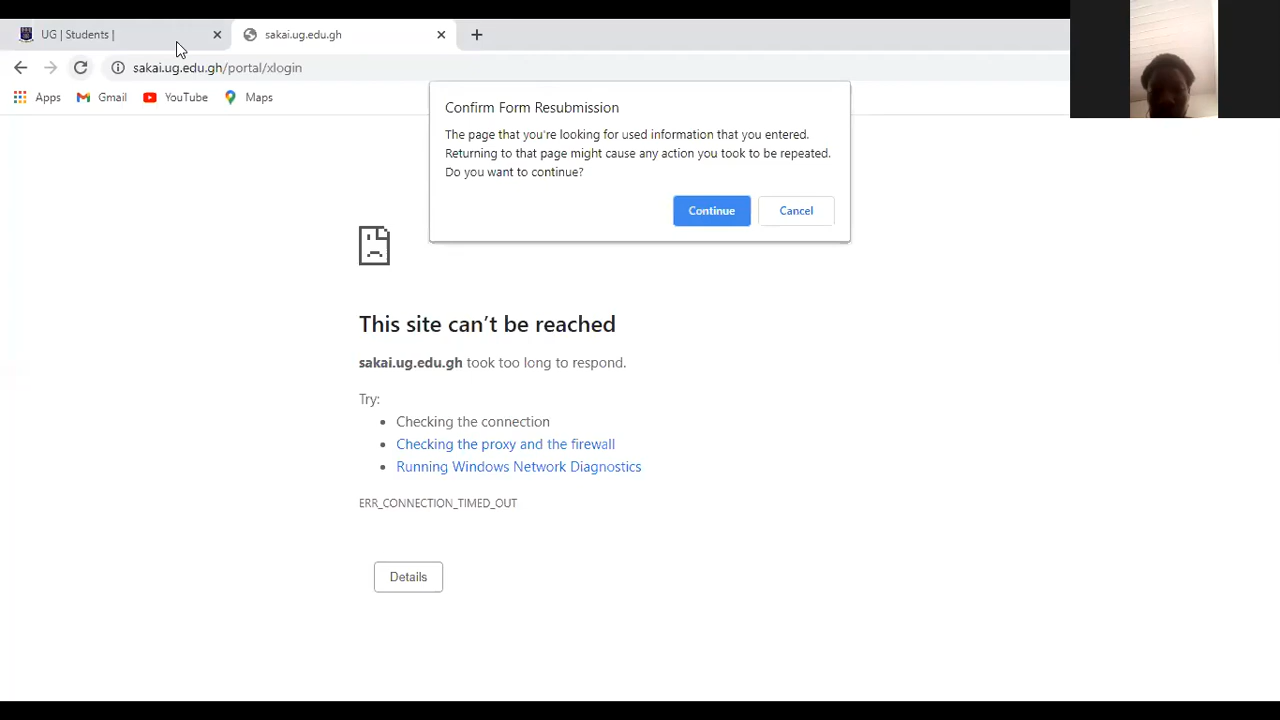 UG | Students |
sakai.ug.edu.gh
sakai.ug.edu.gh/portal/xlogin
Apps Gmail YouTube Maps
Confirm Form Resubmission
The page that you're looking for used information that you entered.
Returning to that page might cause any action you took to be repeated.
Do you want to continue?
Continue Cancel
This site can’t be reached
sakai.ug.edu.gh took too long to respond.
Try:
Checking the connection
Checking the proxy and the firewall
Running Windows Network Diagnostics
ERR_CONNECTION_TIMED_OUT
Details